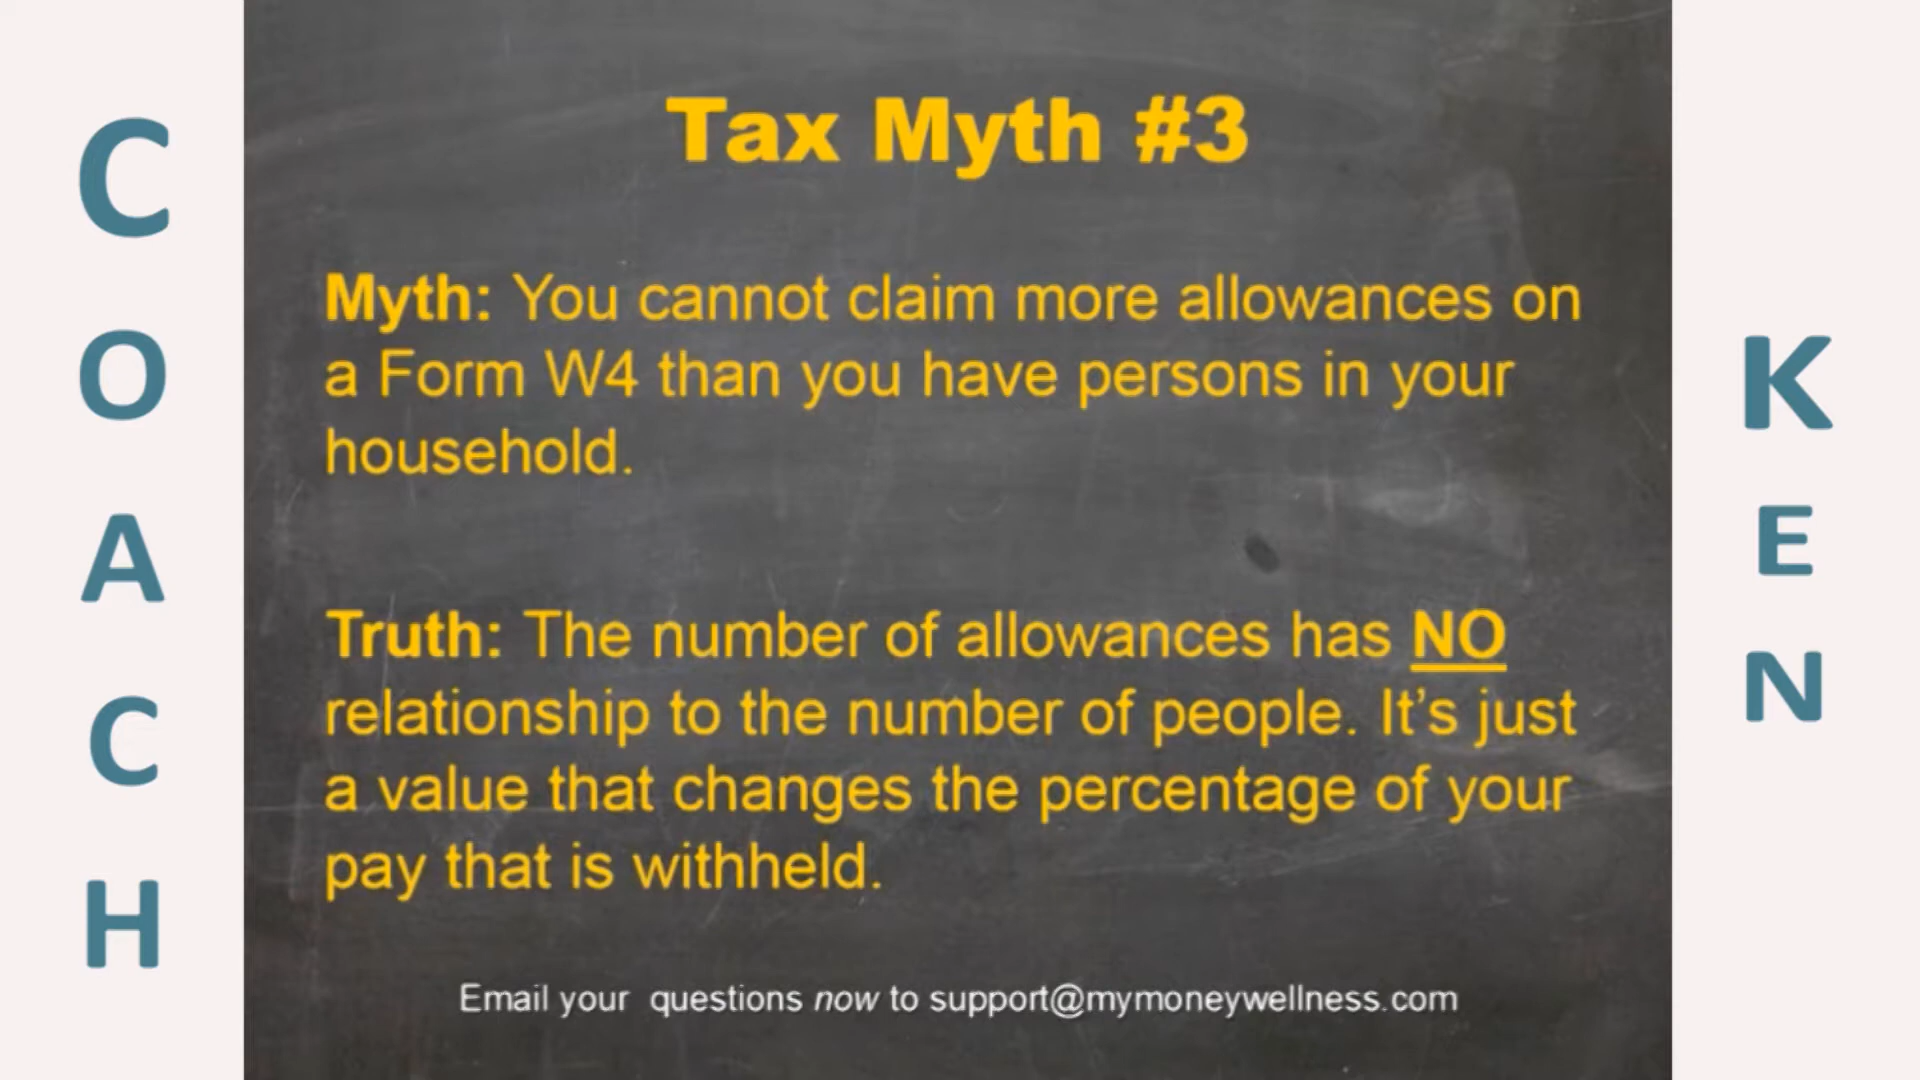 COACH
Tax Myth #3
Myth: You cannot claim more allowances on
a Form W4 than you have persons in your
household.
Truth: The number of allowances has NO
relationship to the number of people. It’s just
a value that changes the percentage of your
pay that is withheld.
Email your questions now to support@mymoneywellness.com
KEN